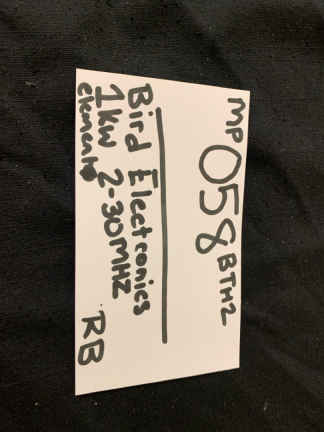 MP 058 BTH2
Bird Electronics
1kW 2-30MHZ
element
RB